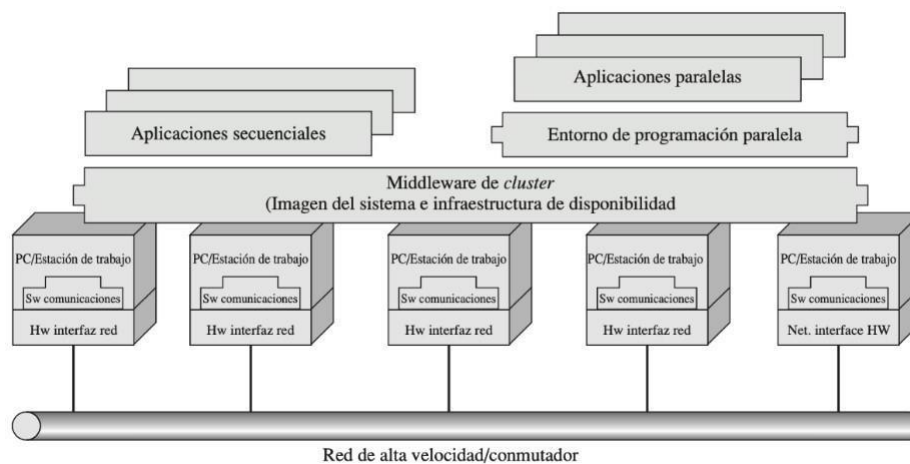 Aplicaciones paralelas
Aplicaciones secuenciales
Entorno de programación paralela
Middleware de cluster
(Imagen del sistema e infraestructura de disponibilidad
PC/Estación de trabajo
Sw comunicaciones
Hw interfaz red
PC/Estación de trabajo
Sw comunicaciones
Hw interfaz red
PC/Estación de trabajo
Sw comunicaciones
Hw interfaz red
PC/Estación de trabajo
Sw comunicaciones
Hw interfaz red
PC/Estación de trabajo
Sw comunicaciones
Net. interface HW
Red de alta velocidad/conmutador